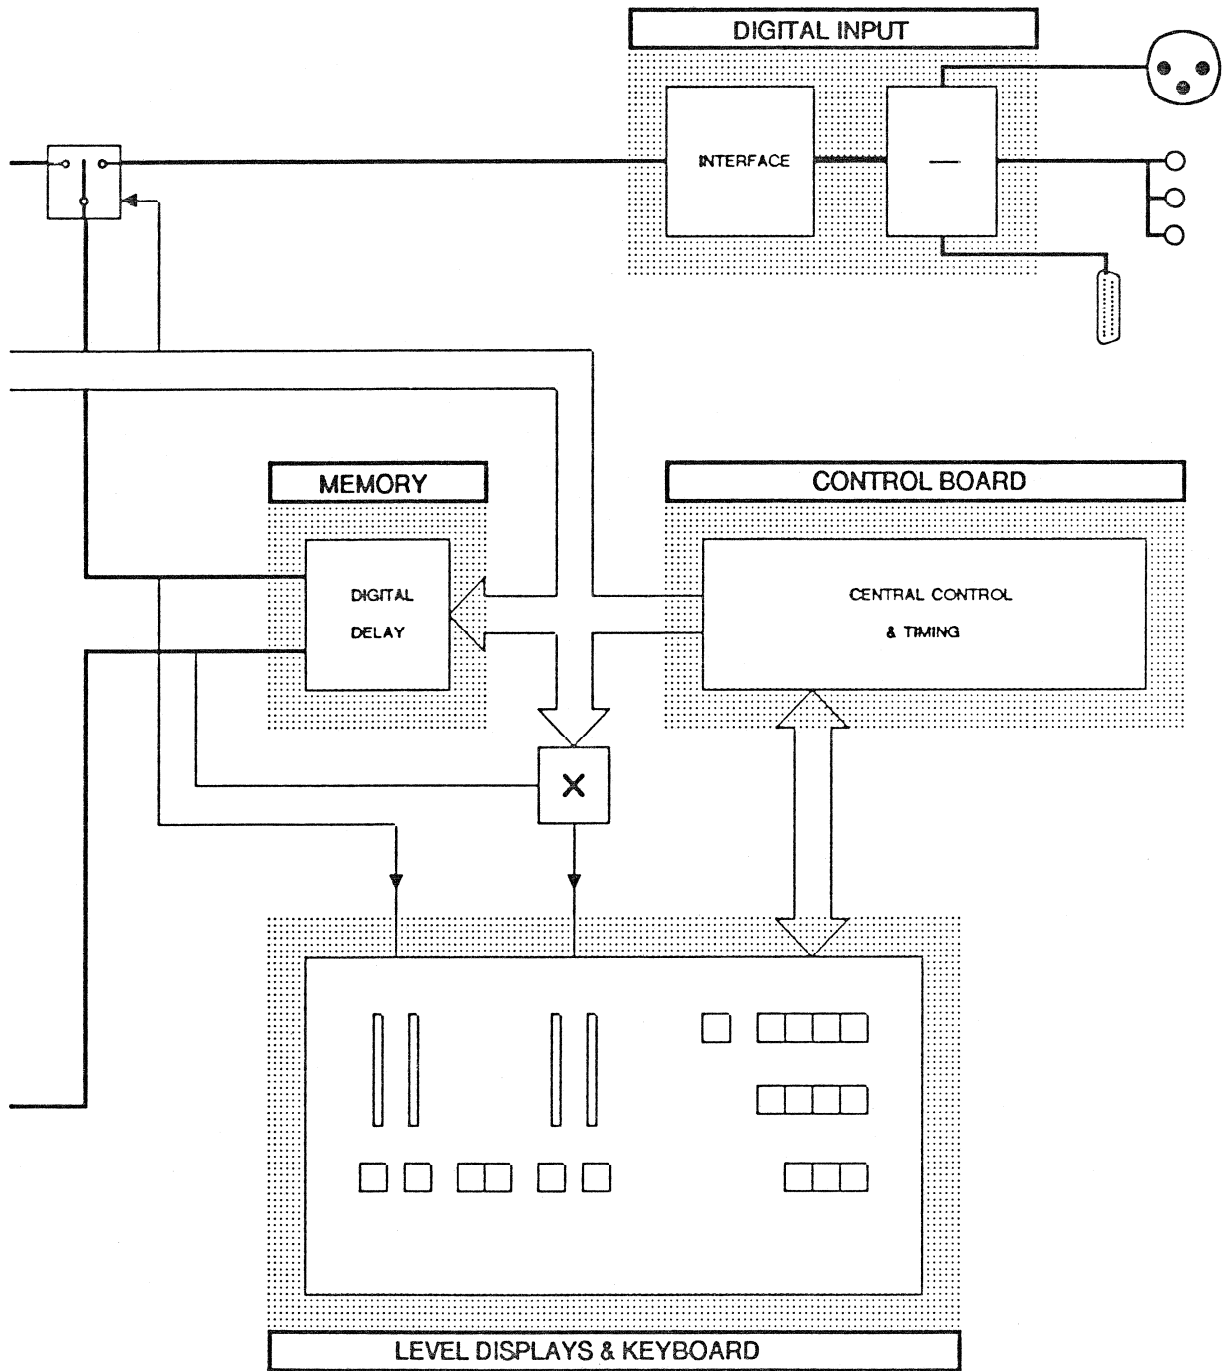 DIGITAL INPUT
INTERFACE
MEMORY
CONTROL BOARD
DIGITAL
DELAY
CENTRAL CONTROL
& TIMING
X
LEVEL DISPLAYS & KEYBOARD